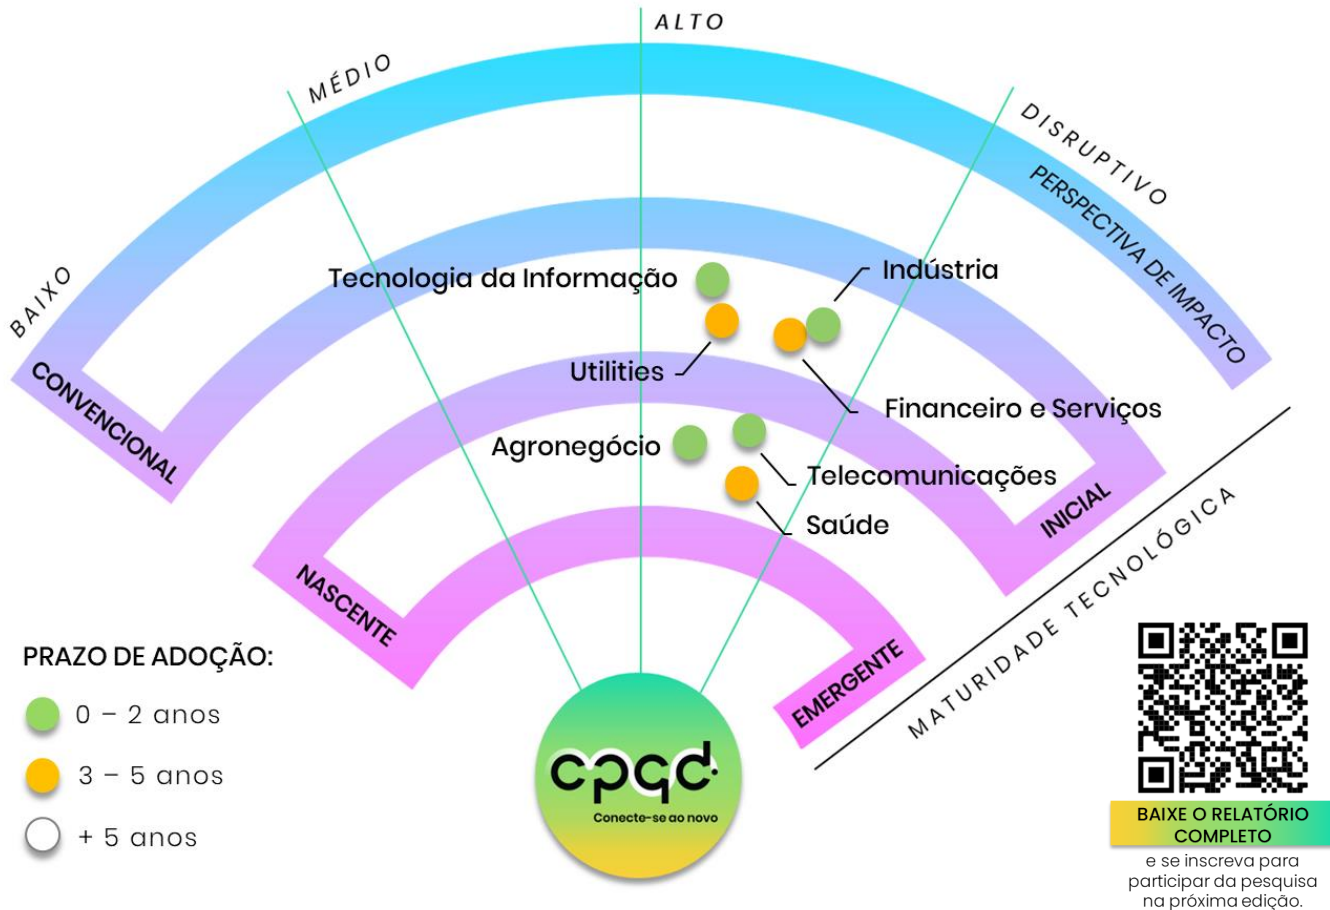 ALTO
MÉDIO
DISRUPTIVO
BAIXO
PERSPECTIVA DE IMPACTO
Tecnologia da Informação
Indústria
Utilities
Financeiro e Serviços
CONVENCIONAL
Agronegócio
Telecomunicações
Saúde
INICIAL
NASCENTE
EMERGENTE
MATURIDADE TECNOLÓGICA
PRAZO DE ADOÇÃO:
0 – 2 anos
3 – 5 anos
+ 5 anos
cpqd
Conecte-se ao novo
BAIXE O RELATÓRIO
COMPLETO
e se inscreva para
participar da pesquisa
na próxima edição.